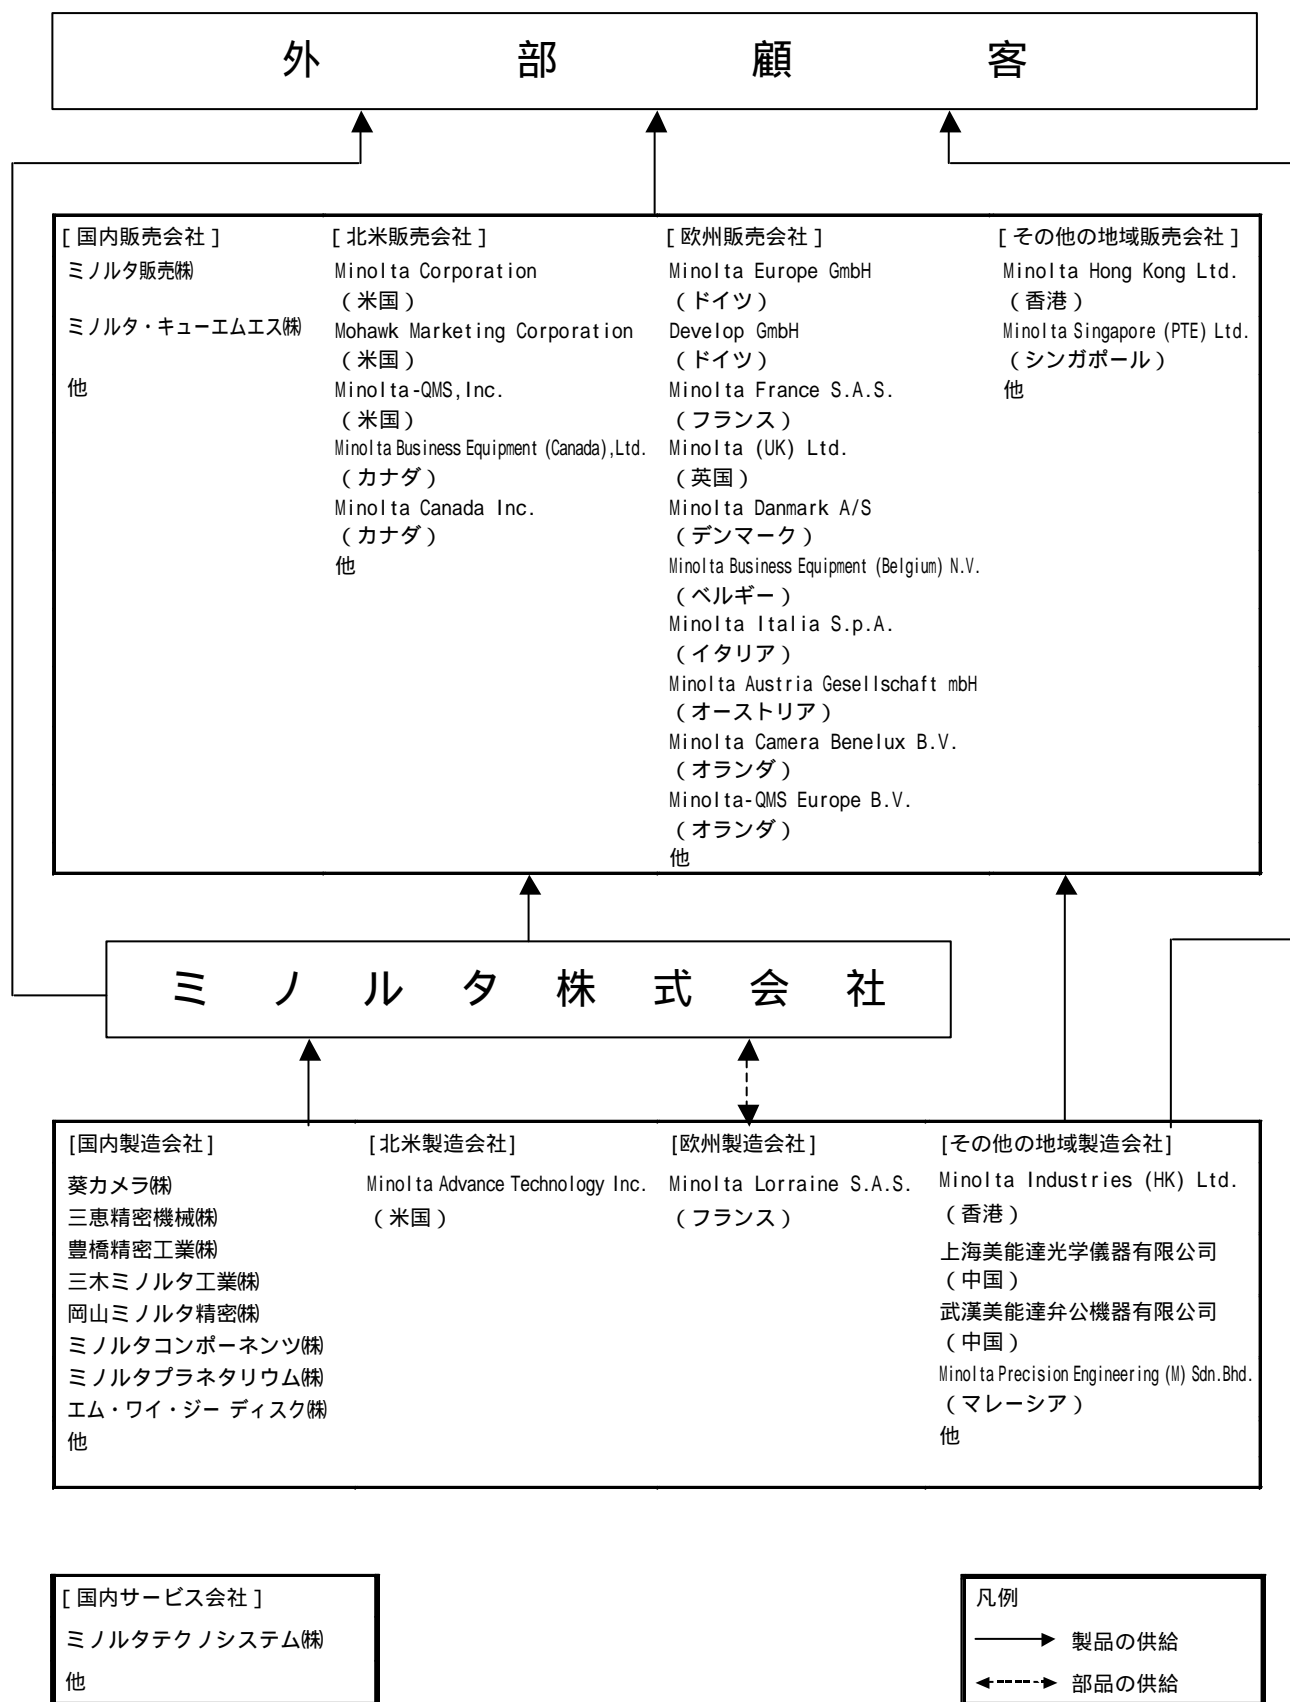 外部顧客
[国内販売会社]
ミノルタ販売㈱
ミノルタ・キューエムエス㈱
他
[北米販売会社]
Minolta Corporation
(米国)
Mohawk Marketing Corporation
(米国)
Minolta-QMS,Inc.
(米国)
Minolta Business Equipment (Canada),Ltd.
(カナダ)
Minolta Canada Inc.
(カナダ)
他
[欧州販売会社]
Minolta Europe GmbH
(ドイツ)
Develop GmbH
(ドイツ)
Minolta France S.A.S.
(フランス)
Minolta (UK) Ltd.
(英国)
Minolta Danmark A/S
(デンマーク)
Minolta Business Equipment (Belgium) N.V.
(ベルギー)
Minolta Italia S.p.A.
(イタリア)
Minolta Austria Gesellschaft mbH
(オーストリア)
Minolta Camera Benelux B.V.
(オランダ)
Minolta-QMS Europe B.V.
(オランダ)
他
[その他の地域販売会社]
Minolta Hong Kong Ltd.
(香港)
Minolta Singapore (PTE) Ltd.
(シンガポール)
他
ミノルタ株式会社
[国内製造会社]
葵カメラ㈱
三恵精密機械㈱
豊橋精密工業㈱
三木ミノルタ工業㈱
岡山ミノルタ精密㈱
ミノルタコンポーネンツ㈱
ミノルタプラネタリウム㈱
エム・ワイ・ジー ディスク㈱
他
[北米製造会社]
Minolta Advance Technology Inc.
(米国)
[欧州製造会社]
Minolta Lorraine S.A.S.
(フランス)
[その他の地域製造会社]
Minolta Industries (HK) Ltd.
(香港)
上海美能達光学儀器有限公司
(中国)
武漢美能達弁公機器有限公司
(中国)
Minolta Precision Engineering (M) Sdn.Bhd.
(マレーシア)
他
[国内サービス会社]
ミノルタテクノシステム㈱
他
凡例
製品の供給
部品の供給